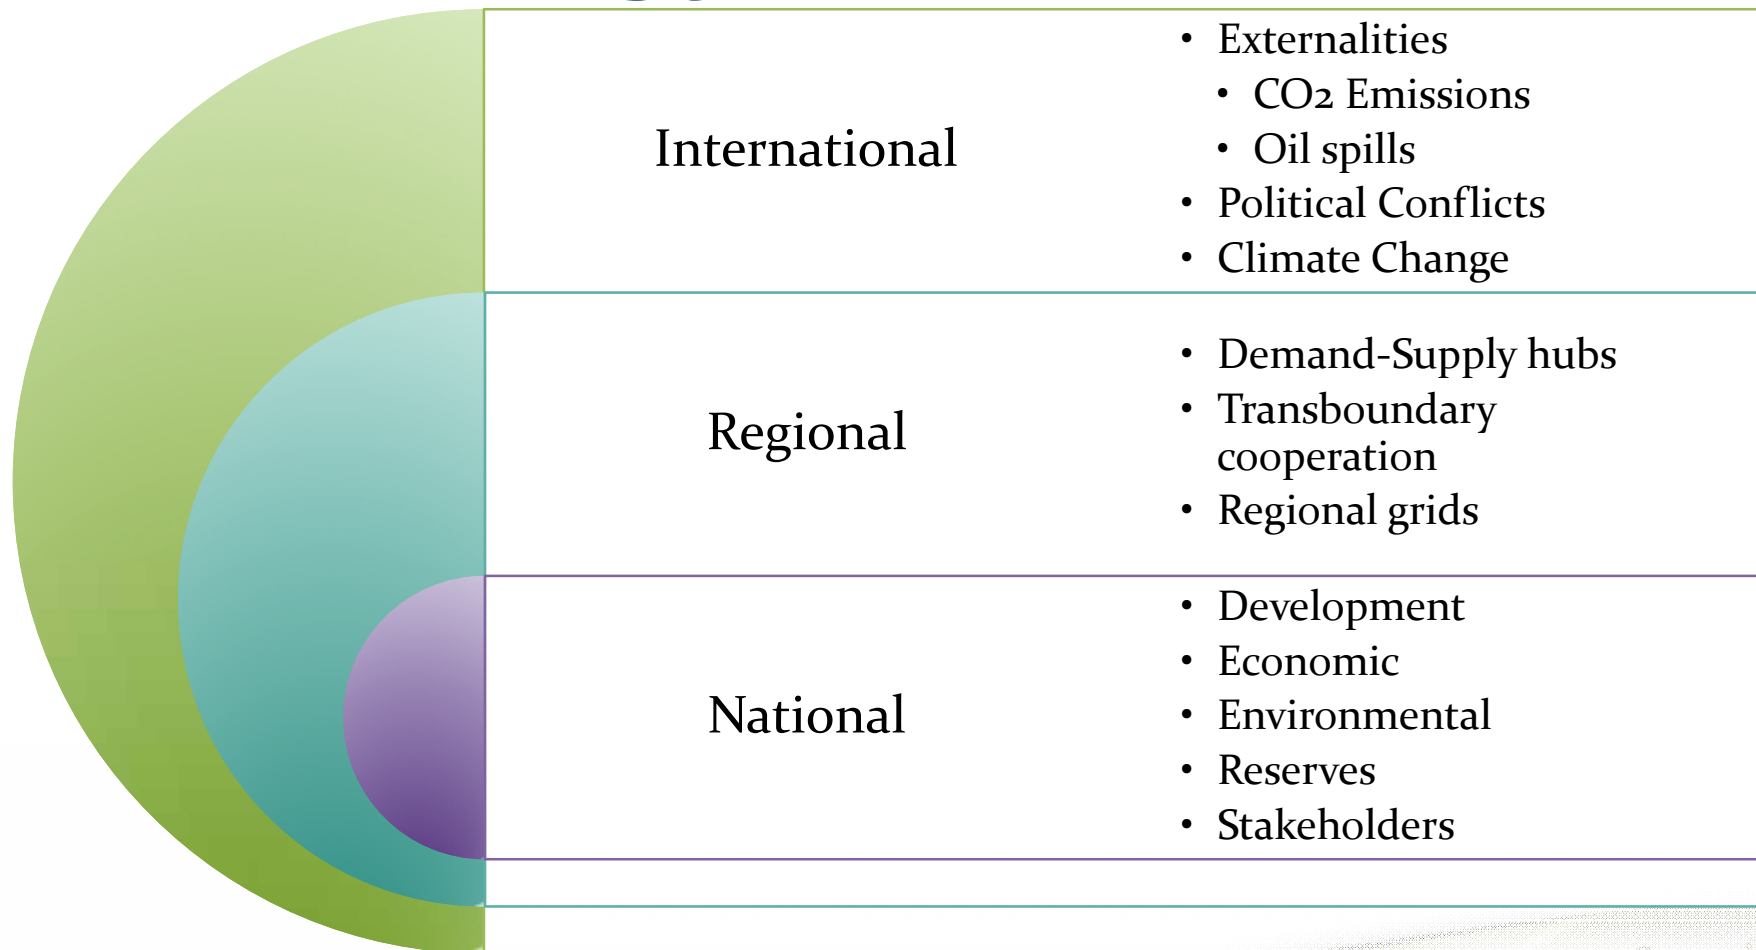 International
• Externalities
• CO2 Emissions
• Oil spills
• Political Conflicts
• Climate Change
Regional
• Demand-Supply hubs
• Transboundary
cooperation
• Regional grids
National
• Development
• Economic
• Environmental
• Reserves
• Stakeholders